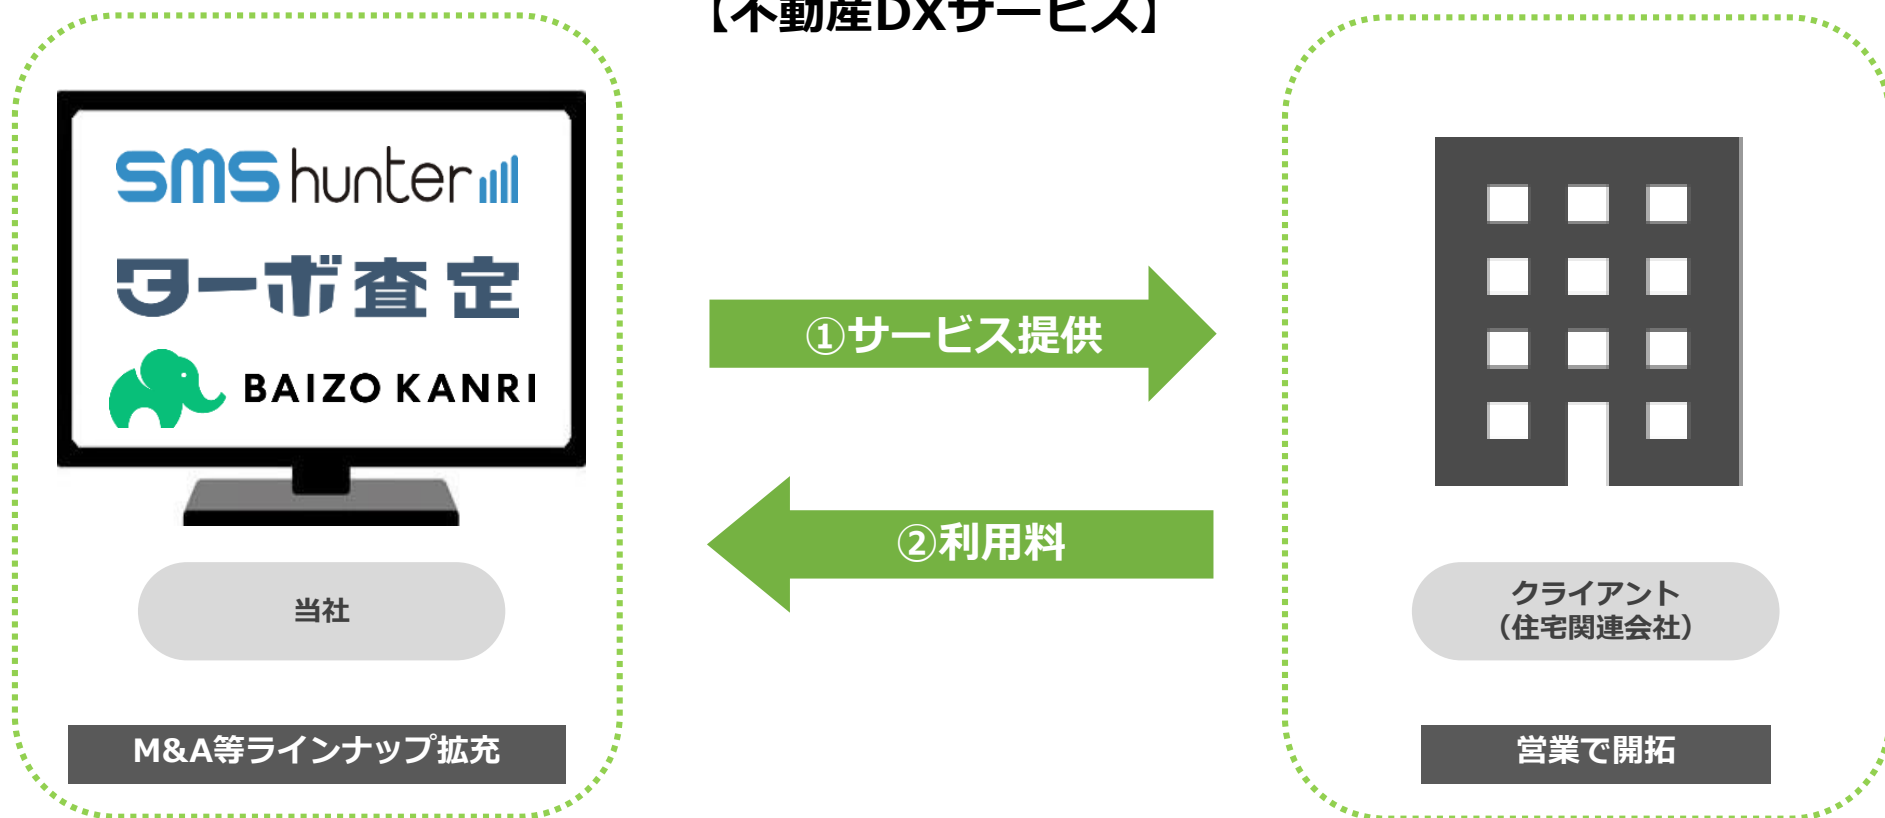 【不動産DXサービス】
SMS hunter
ターボ査定
BAIZO KANRI
①サービス提供
②利用料
当社
クライアント
（住宅関連会社）
M&A等ラインナップ拡充
営業で開拓